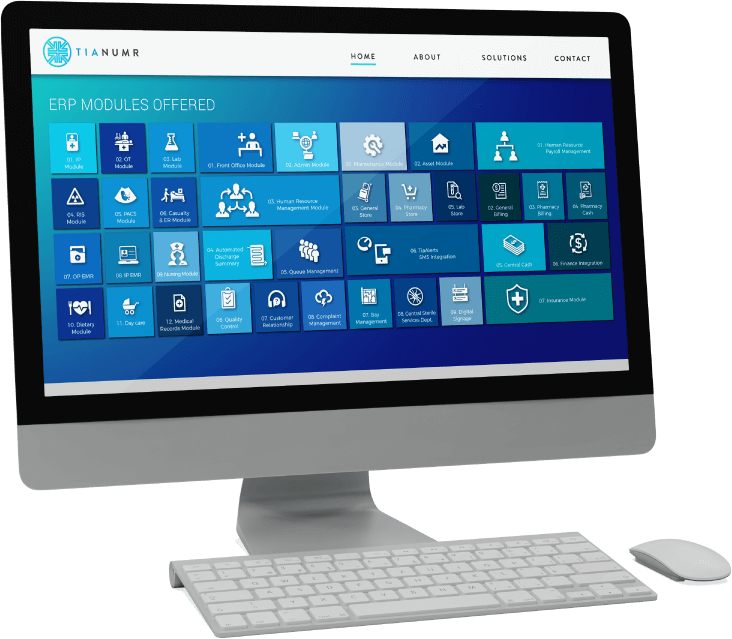 TIANUMR
HOME
ABOUT
SOLUTIONS
CONTACT
ERP MODULES OFFERED
01. IP
Module
02. OT
Module
03. Lab
Module
01. Front Office Module
02. Admin Module
01. Maintenance Module
02. Asset Module
01. Human Resource
Payroll Management
04. RIS
Module
05. PACS
Module
06. Casualty
& ER Module
03. Human Resource
Management Module
03. General
Store
04. Pharmacy
Store
05. Lab
Store
02. General
Billing
03. Pharmacy
Billing
04. Pharmacy
Cash
07. OP EMR
08. IP EMR
Nursing Module
04. Automated
Discharge
Summary
05. Queue Management
06. TiaAlerts
SMS Integration
05. Central Cash
06. Finance Integration
10. Dietary
Module
11. Day care
12. Medical
Records Module
06. Quality
Control
07. Customer
Relationship
08. Complaint
Management
07. Bay
Management
08. Central Sterile
Services Dept
Digital
Signage
07. Insurance Module